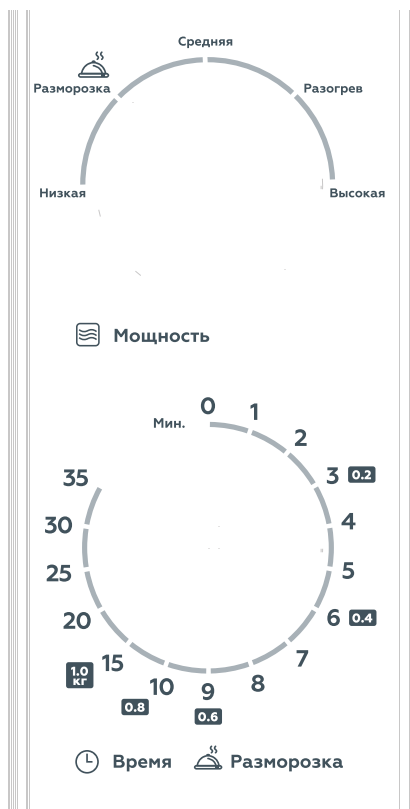 Средняя
Разморозка
Разогрев
Низкая
Высокая
Мощность
Мин.
0
1
2
3 0.2
4
5
6 0.4
7
8
9
0.6
10
0.8
15
1.0
кг
20
25
30
35
Время
Разморозка